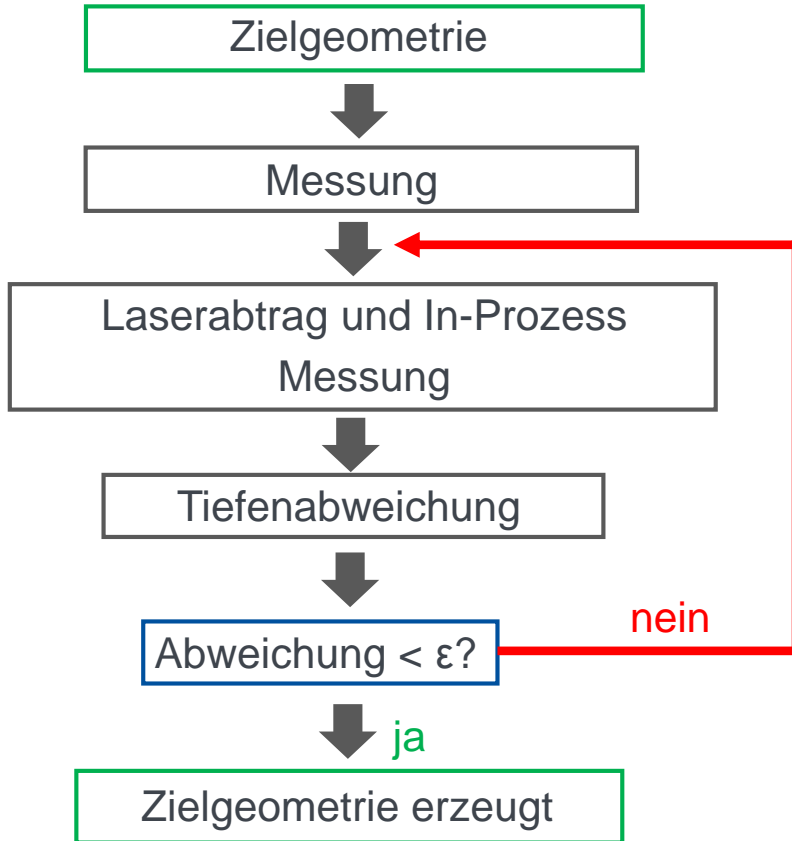 Zielgeometrie
Messung
Laserabtrag und In-Prozess
Messung
Tiefenabweichung
Abweichung < ε?
nein
ja
Zielgeometrie erzeugt